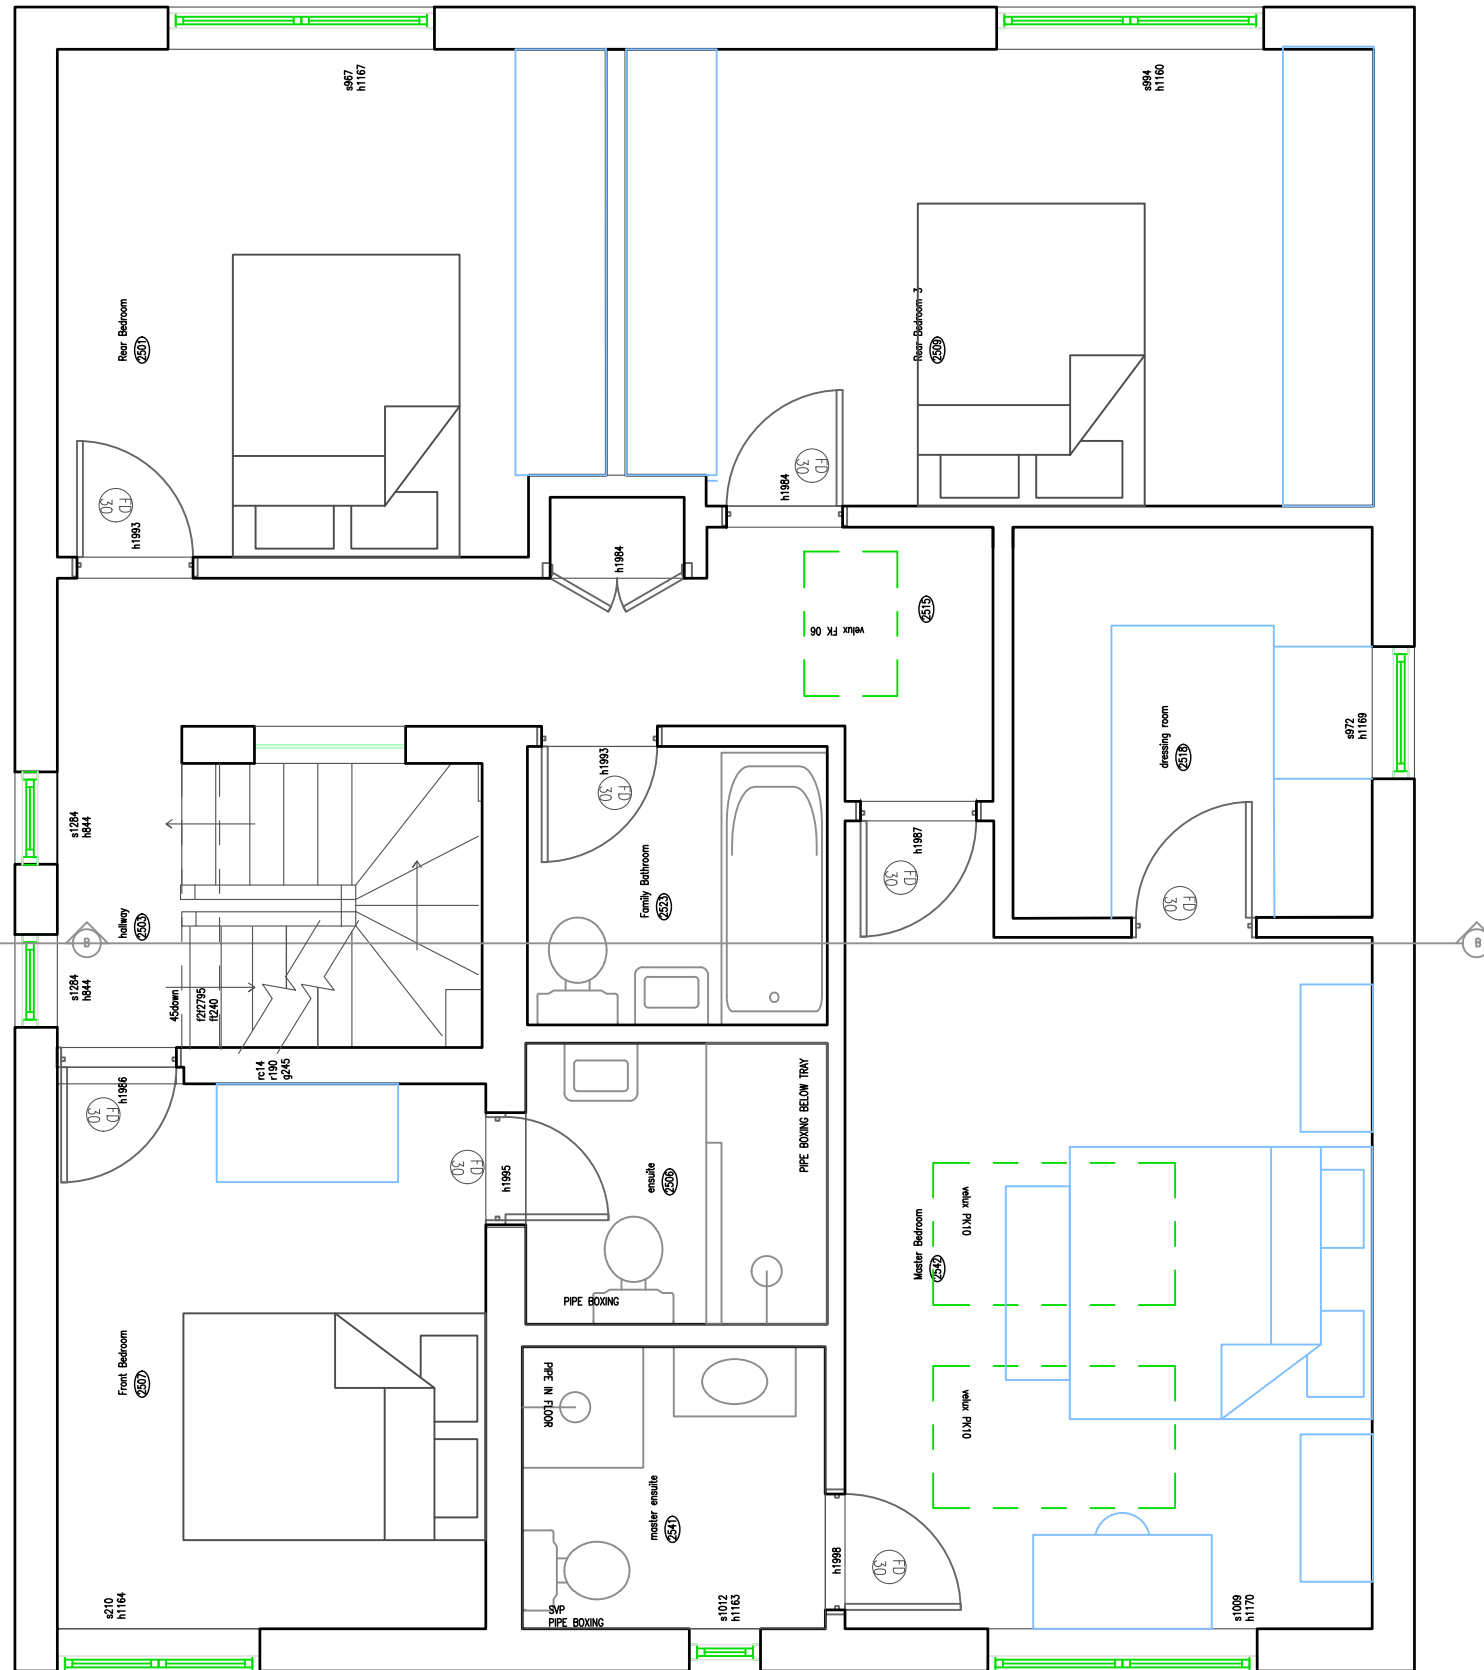 s967
h1167
s994
h1160
Rear Bedroom
2501
Rear Bedroom 3
2509
FD
30
h1993
FD
30
h1984
h1984
velux FK 06
2515
dressing room
2518
s972
h1169
FD
30
h1993
FD
30
Family Bathroom
2523
h1987
FD
30
s1284
h844
hallway
2503
B
B
s1284
h844
45down
f2f2795
ft240
rc14
r190
g245
h1986
FD
30
FD
30
h1995
ensuite
2506
PIPE BOXING BELOW TRAY
PIPE BOXING
velux PK10
Master Bedroom
2542
velux PK10
Front Bedroom
2507
PIPE IN FLOOR
master ensuite
2541
SVP
PIPE BOXING
h1998
FD
30
s210
h1164
s1012
h1163
s1009
h1170